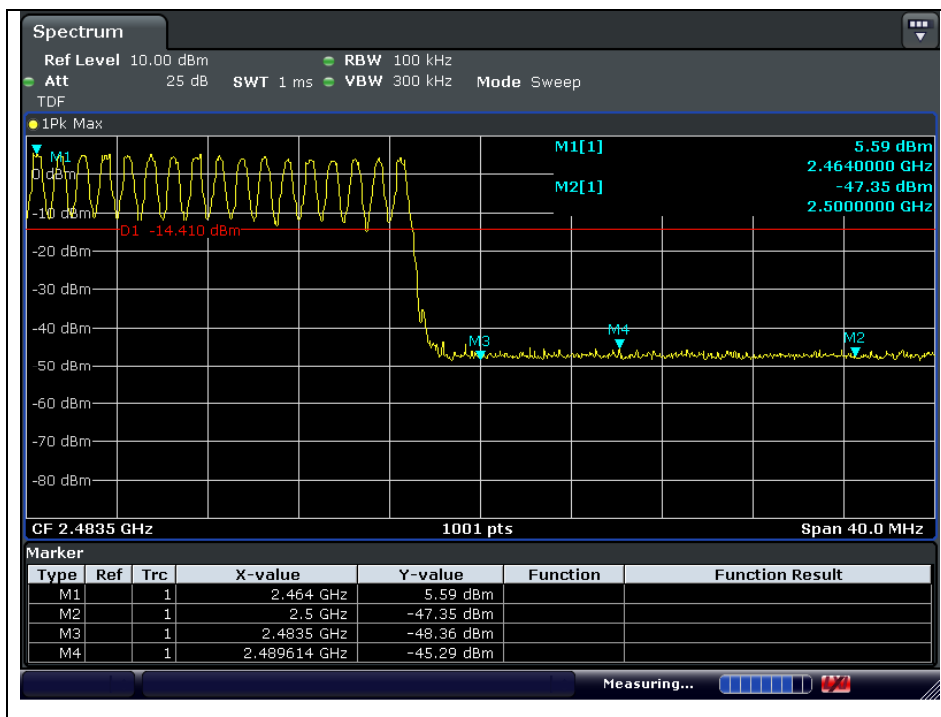 Spectrum
Ref Level 10.00 dBm RBW 100 kHz
Att 25 dB SWT 1 ms VBW 300 kHz Mode Sweep
TDF
1Pk Max
M1[1] 5.59 dBm
2.4640000 GHz
M2[1] -47.35 dBm
2.5000000 GHz
M1
0 dBm
-10 dBm
D1 -14.410 dBm
-20 dBm
-30 dBm
-40 dBm
M3
M4
M2
-50 dBm
-60 dBm
-70 dBm
-80 dBm
CF 2.4835 GHz 1001 pts Span 40.0 MHz
Marker
Type Ref Trc X-value Y-value Function Function Result
M1 1 2.464 GHz 5.59 dBm
M2 1 2.5 GHz -47.35 dBm
M3 1 2.4835 GHz -48.36 dBm
M4 1 2.489614 GHz -45.29 dBm
Measuring...